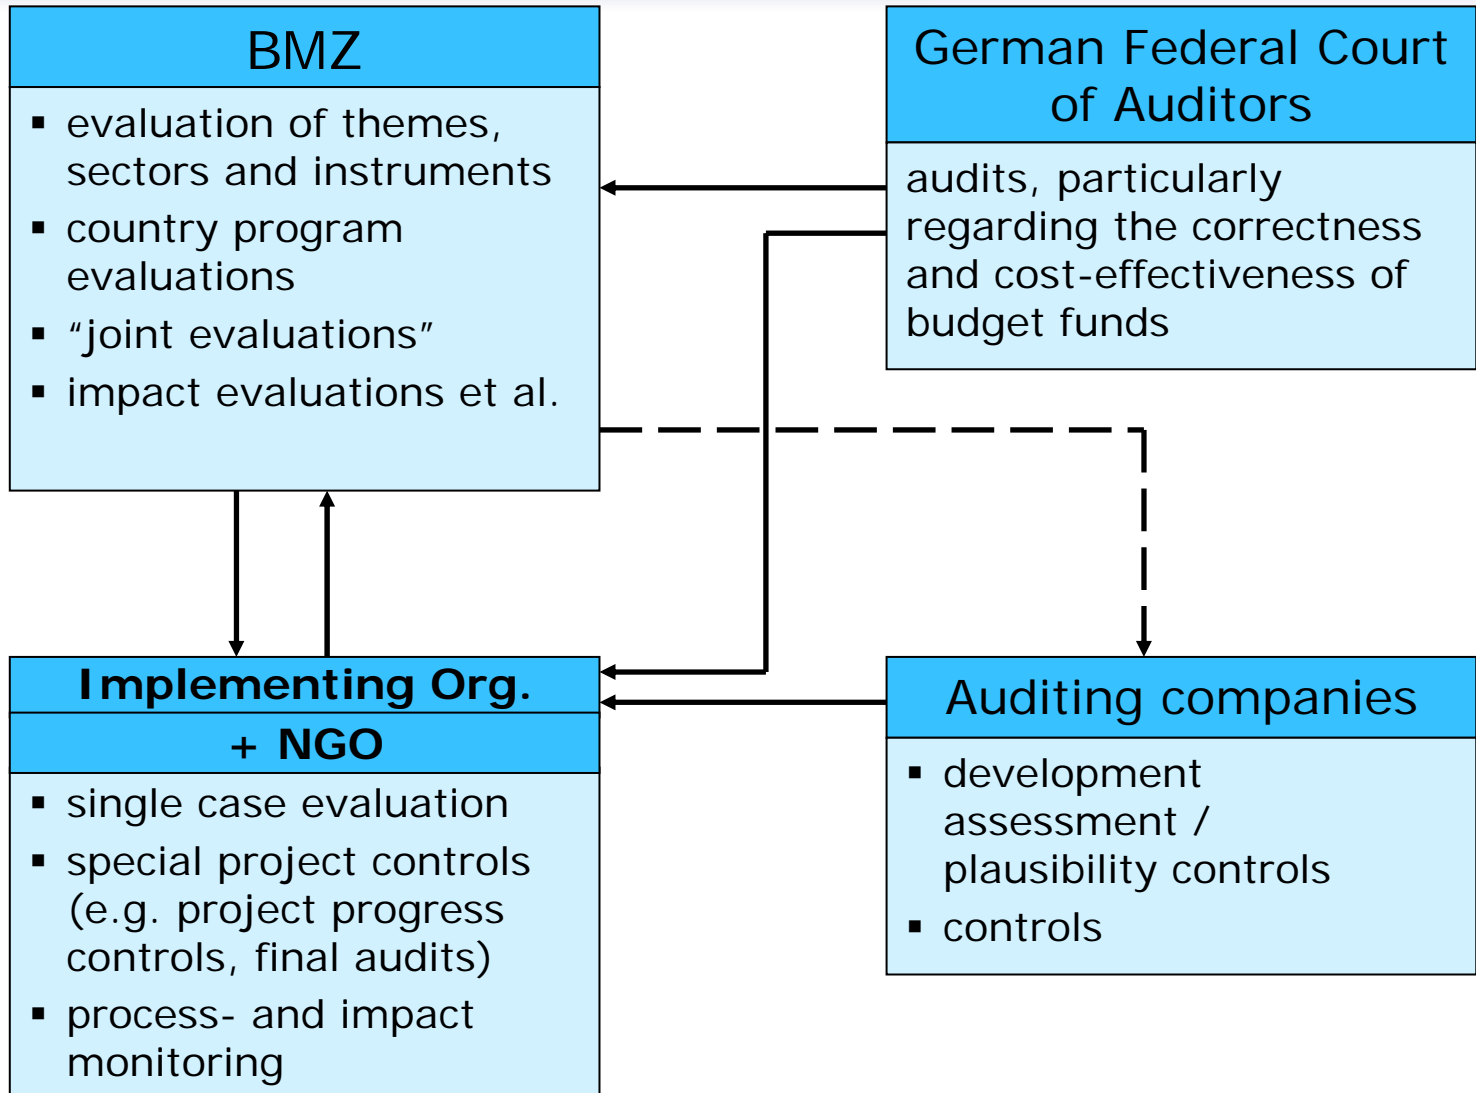 BMZ
▪ evaluation of themes,
sectors and instruments
▪ country program
evaluations
▪ “joint evaluations”
▪ impact evaluations et al.
German Federal Court
of Auditors
audits, particularly
regarding the correctness
and cost-effectiveness of
budget funds
Implementing Org.
+ NGO
▪ single case evaluation
▪ special project controls
(e.g. project progress
controls, final audits)
▪ process- and impact
monitoring
Auditing companies
▪ development
assessment /
plausibility controls
▪ controls